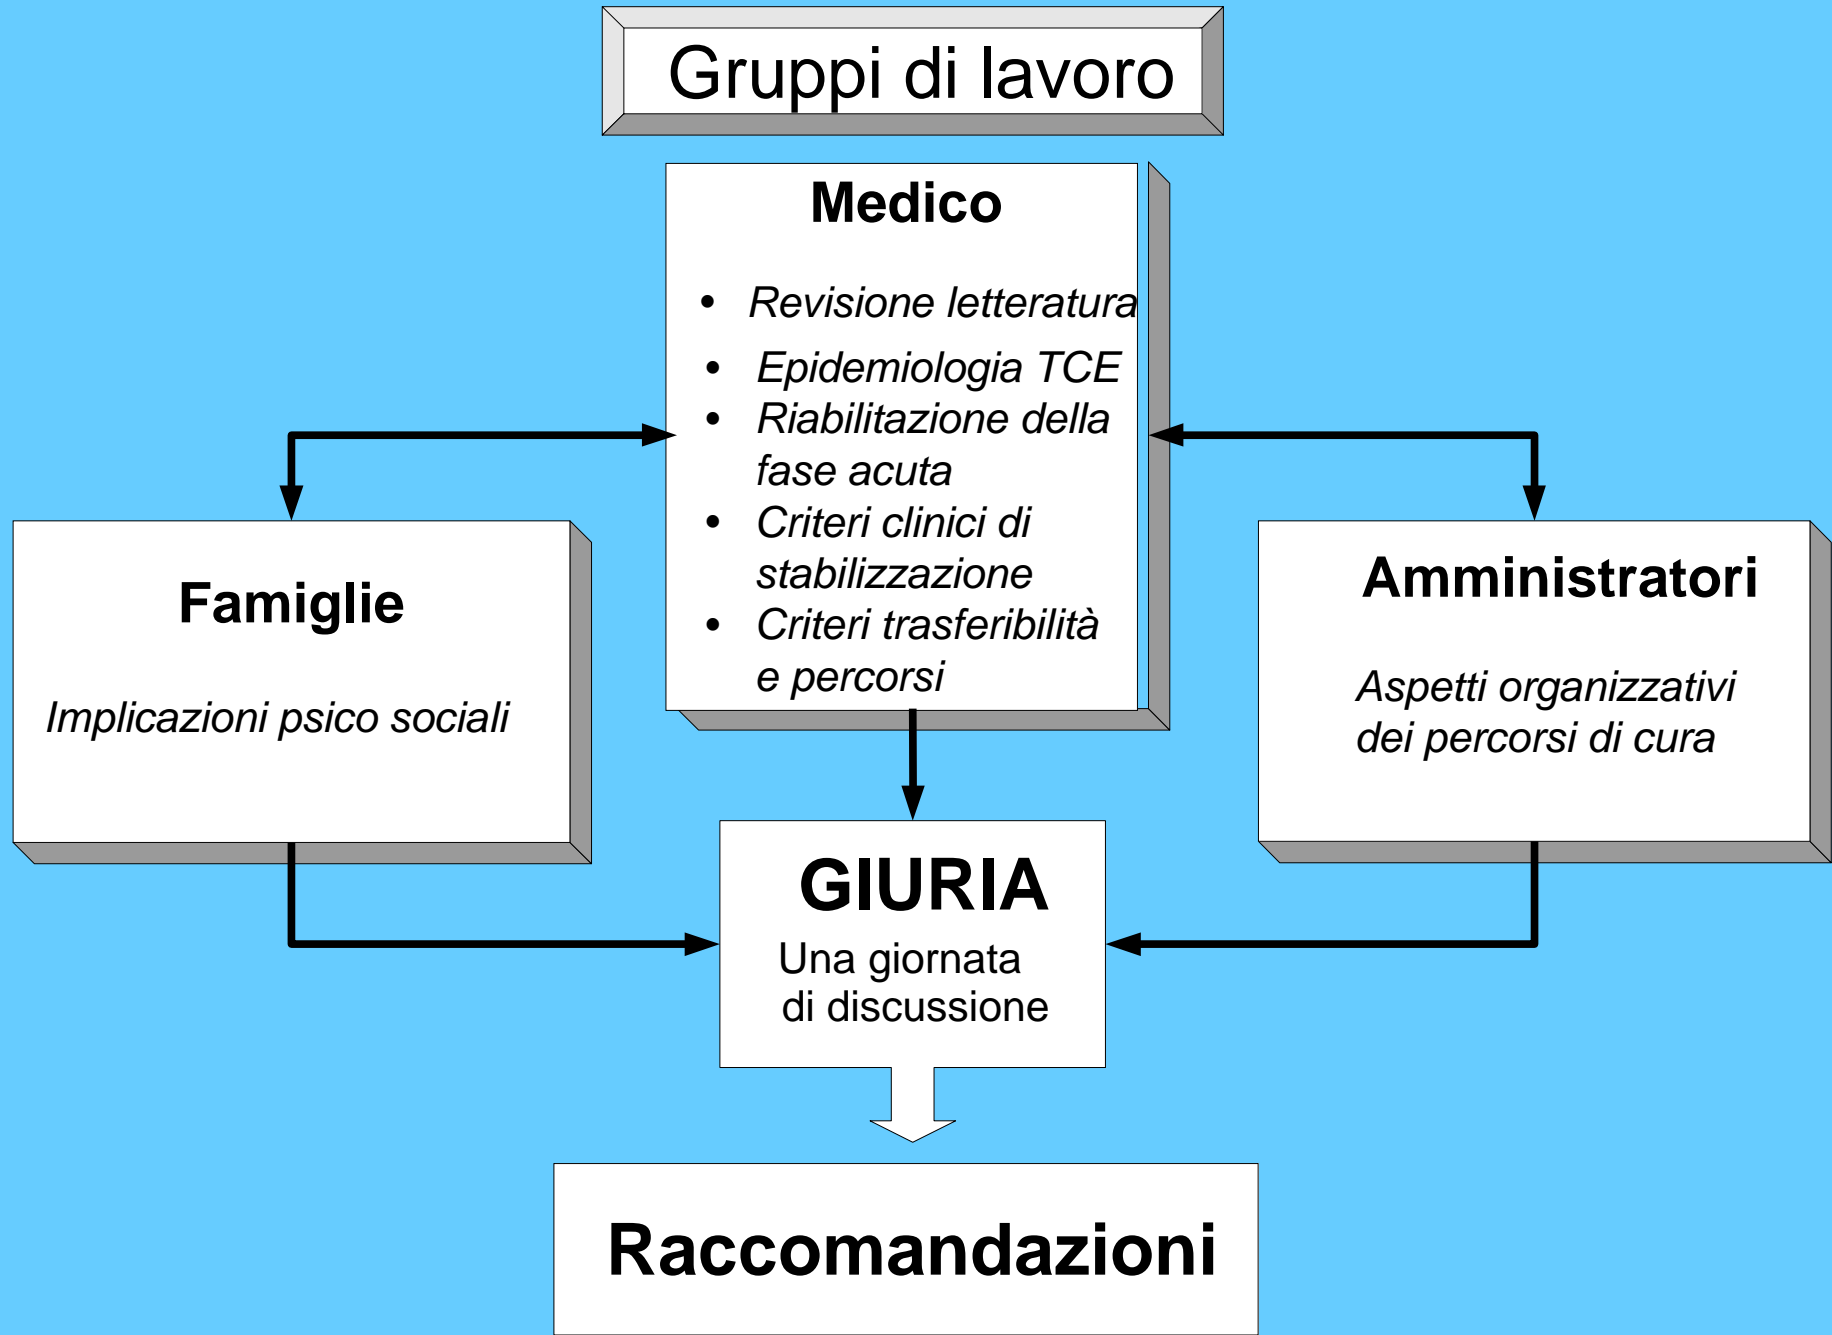 Gruppi di lavoro
Medico
• Revisione letteratura
• Epidemiologia TCE
• Riabilitazione della
fase acuta
• Criteri clinici di
stabilizzazione
• Criteri trasferibilità
e percorsi
Famiglie
Implicazioni psico sociali
Amministratori
Aspetti organizzativi
dei percorsi di cura
GIURIA
Una giornata
di discussione
Raccomandazioni